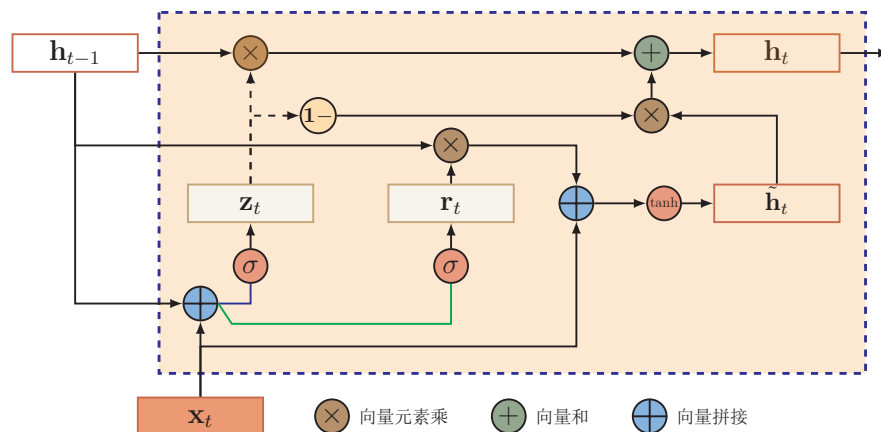 h_{t−1}
×
+
h_t
1−
×
×
z_t
r_t
tanh
h̃_t
σ
σ
x_t
× 向量元素乘
+ 向量和
向量拼接